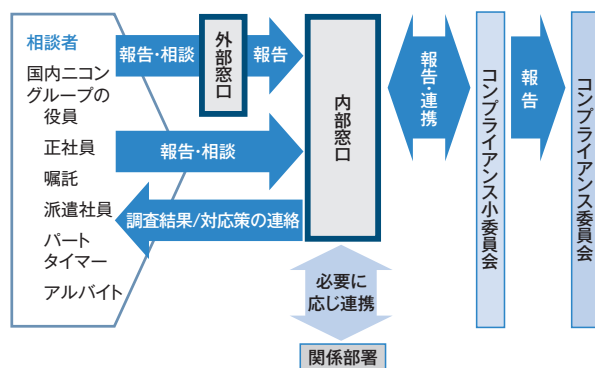 相談者
国内ニコン
グループの
役員
正社員
嘱託
派遣社員
パート
タイマー
アルバイト
報告・相談
外部窓口
報告
報告・相談
調査結果/対応策の連絡
内部窓口
必要に
応じ連携
関係部署
報告・連携
コンプライアンス小委員会
報告
コンプライアンス委員会